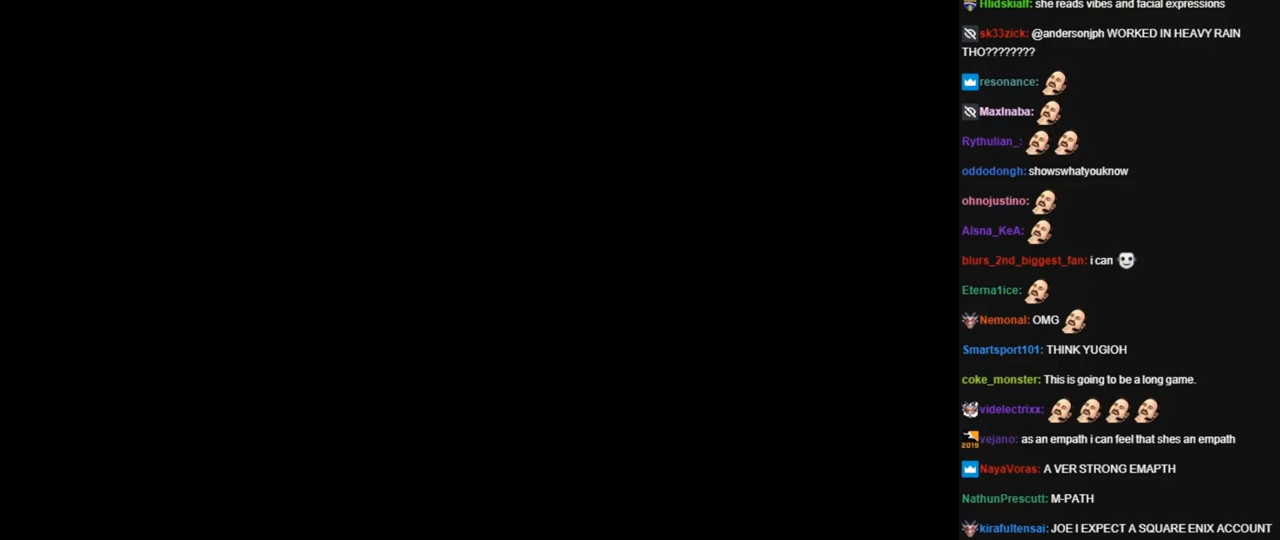 Hlidskialf: she reads vibes and facial expressions
sk33zick: @andersonjph WORKED IN HEAVY RAIN
THO????????
resonance:
MaxInaba:
Rythulian_:
oddodongh: showswhatyouknow
ohnojustino:
Alsna_KeA:
blurs_2nd_biggest_fan: i can
Eterna1ice:
Nemonal: OMG
Smartsport101: THINK YUGIOH
coke_monster: This is going to be a long game.
videlectrixx:
2019 vejano: as an empath i can feel that shes an empath
NayaVoras: A VER STRONG EMAPTH
NathunPrescutt: M-PATH
kirafultensai: JOE I EXPECT A SQUARE ENIX ACCOUNT